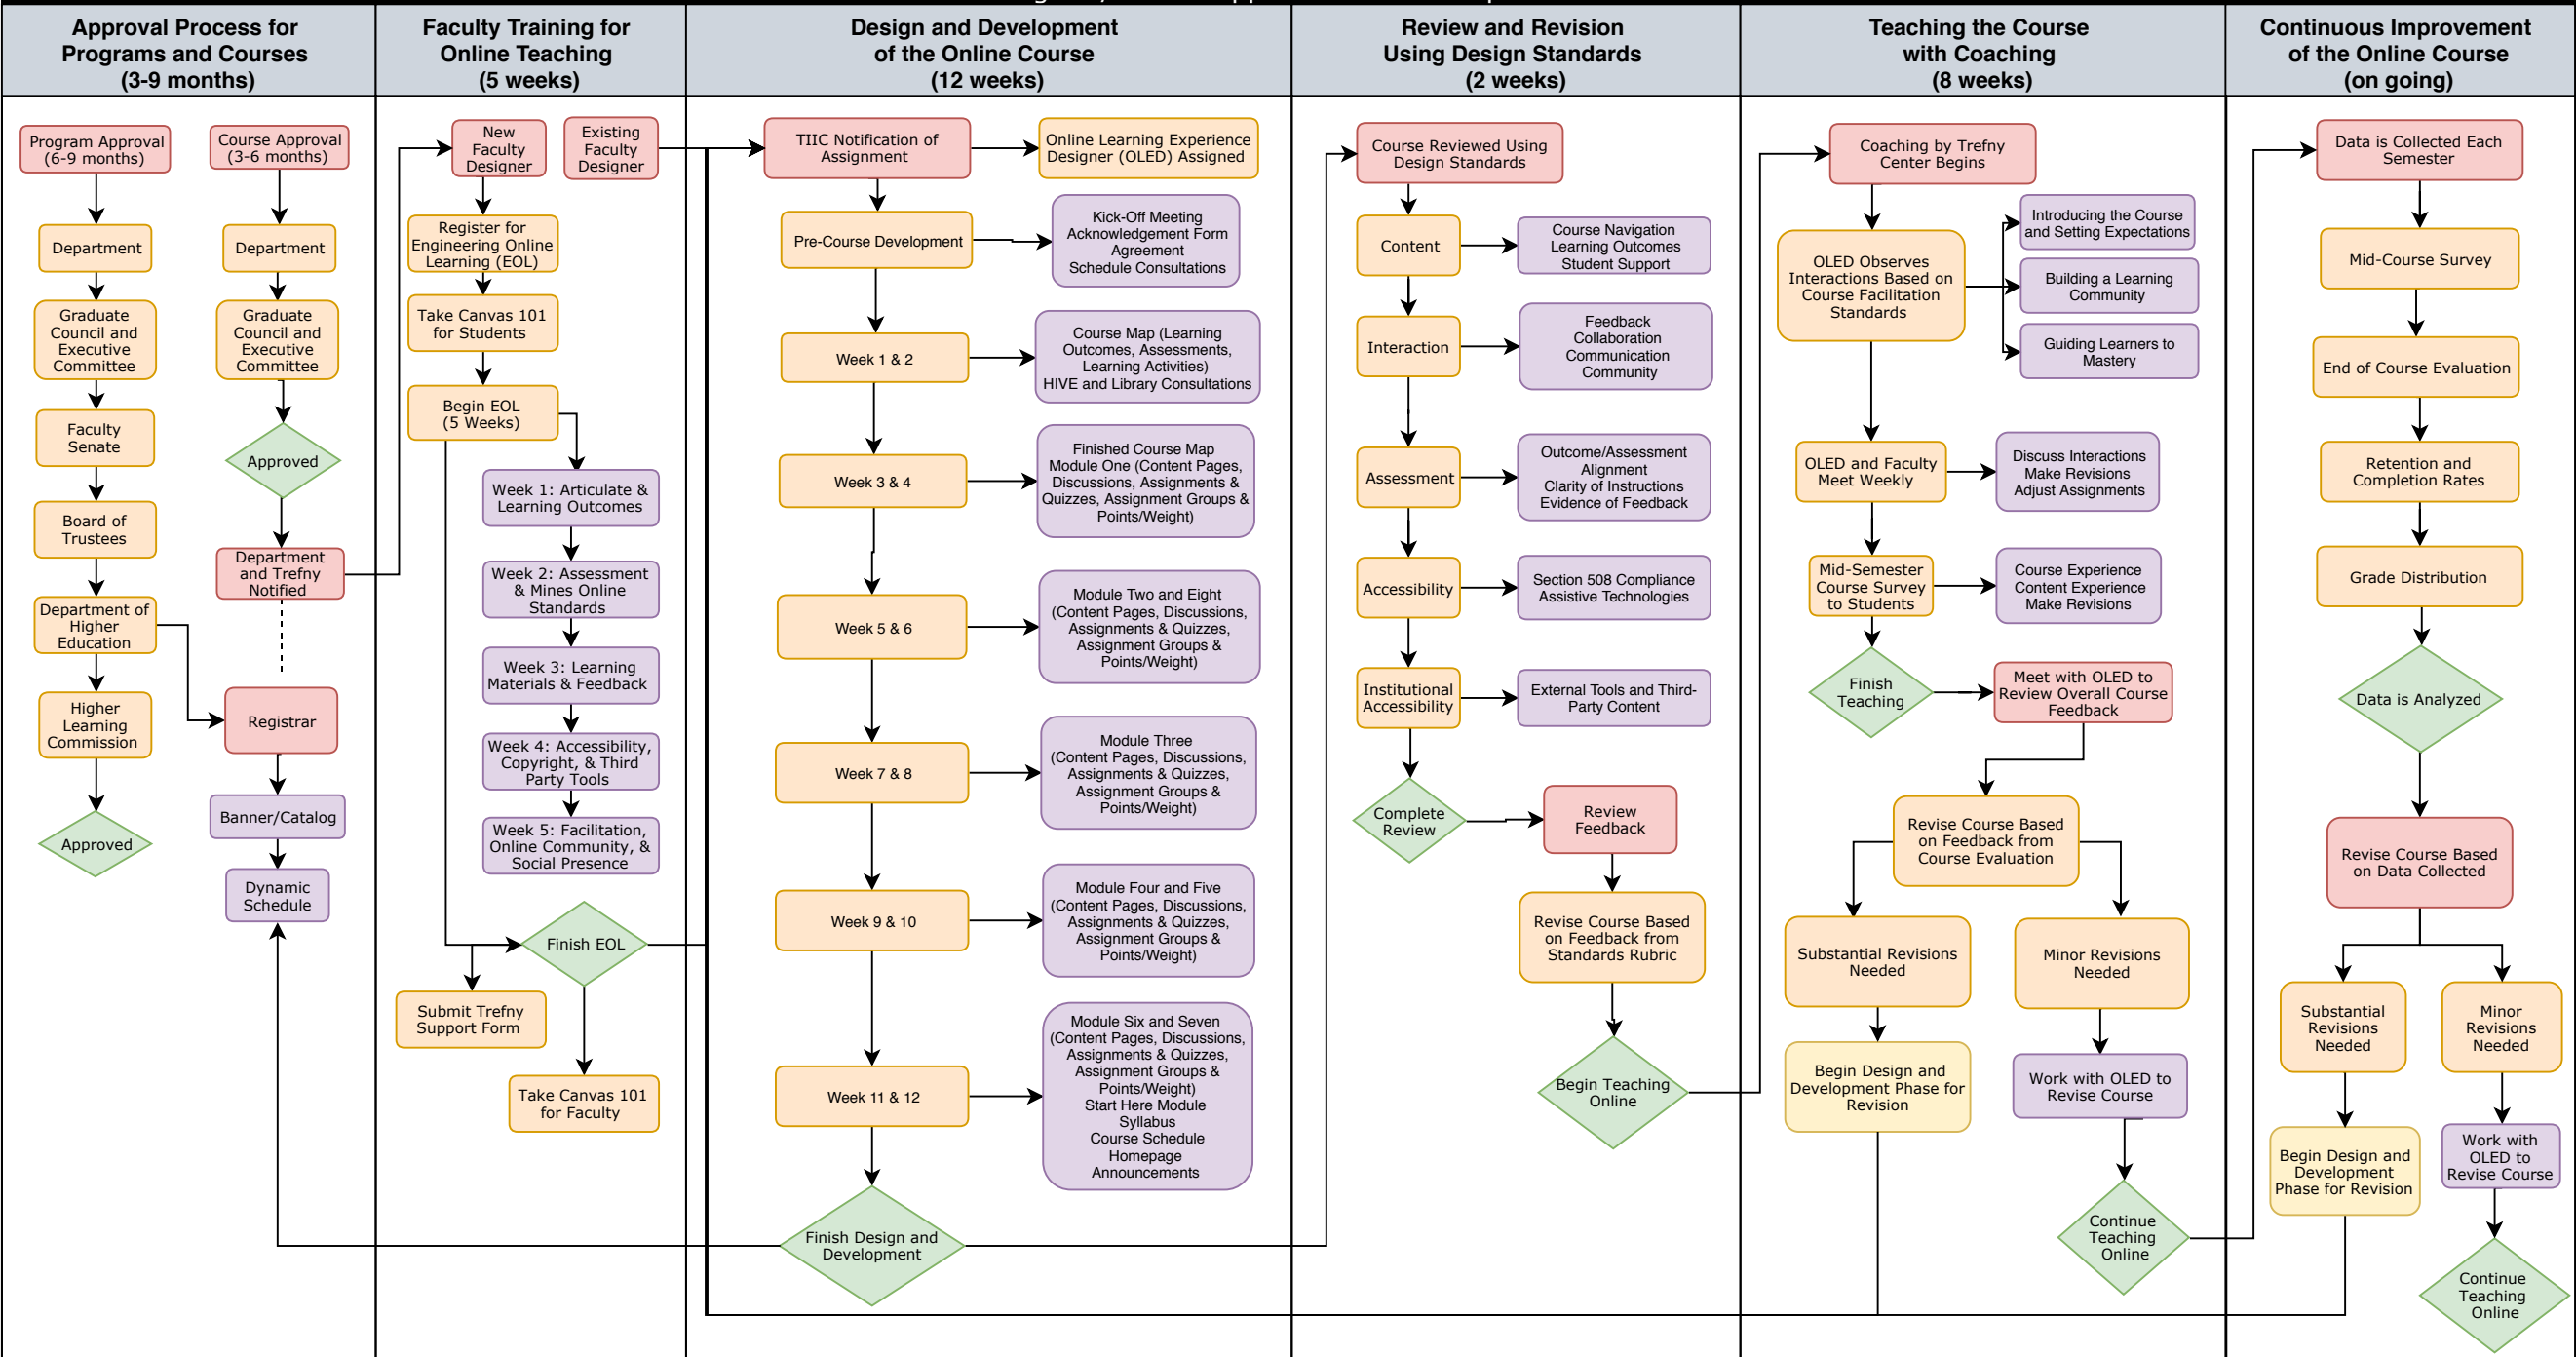 Approval Process for
Programs and Courses
(3-9 months)
Program Approval
(6-9 months)
Department
Graduate
Council and
Executive
Committee
Faculty
Senate
Board of
Trustees
Department of
Higher
Education
Higher
Learning
Commission
Approved
Course Approval
(3-6 months)
Department
Graduate
Council and
Executive
Committee
Approved
Department
and Trefny
Notified
Registrar
Banner/Catalog
Dynamic
Schedule
Faculty Training for
Online Teaching
(5 weeks)
New
Faculty
Designer
Existing
Faculty
Designer
Register for
Engineering Online
Learning (EOL)
Take Canvas 101
for Students
Begin EOL
(5 Weeks)
Week 1: Articulate &
Learning Outcomes
Week 2: Assessment
& Mines Online
Standards
Week 3: Learning
Materials & Feedback
Week 4: Accessibility,
Copyright, & Third
Party Tools
Week 5: Facilitation,
Online Community, &
Social Presence
Finish EOL
Submit Trefny
Support Form
Take Canvas 101
for Faculty
Design and Development
of the Online Course
(12 weeks)
TIIC Notification of
Assignment
Online Learning Experience
Designer (OLED) Assigned
Pre-Course Development
Kick-Off Meeting
Acknowledgement Form
Agreement
Schedule Consultations
Week 1 & 2
Course Map (Learning
Outcomes, Assessments,
Learning Activities)
HIVE and Library Consultations
Week 3 & 4
Finished Course Map
Module One (Content Pages,
Discussions, Assignments &
Quizzes, Assignment Groups &
Points/Weight)
Week 5 & 6
Module Two and Eight
(Content Pages, Discussions,
Assignments & Quizzes,
Assignment Groups &
Points/Weight)
Week 7 & 8
Module Three
(Content Pages, Discussions,
Assignments & Quizzes,
Assignment Groups &
Points/Weight)
Week 9 & 10
Module Four and Five
(Content Pages, Discussions,
Assignments & Quizzes,
Assignment Groups &
Points/Weight)
Week 11 & 12
Module Six and Seven
(Content Pages, Discussions,
Assignments & Quizzes,
Assignment Groups &
Points/Weight)
Start Here Module
Syllabus
Course Schedule
Homepage
Announcements
Finish Design and
Development
Review and Revision
Using Design Standards
(2 weeks)
Course Reviewed Using
Design Standards
Content
Course Navigation
Learning Outcomes
Student Support
Interaction
Feedback
Collaboration
Communication
Community
Assessment
Outcome/Assessment
Alignment
Clarity of Instructions
Evidence of Feedback
Accessibility
Section 508 Compliance
Assistive Technologies
Institutional
Accessibility
External Tools and Third-
Party Content
Complete
Review
Review
Feedback
Revise Course Based
on Feedback from
Standards Rubric
Begin Teaching
Online
Teaching the Course
with Coaching
(8 weeks)
Coaching by Trefny
Center Begins
OLED Observes
Interactions Based on
Course Facilitation
Standards
Introducing the Course
and Setting Expectations
Building a Learning
Community
Guiding Learners to
Mastery
OLED and Faculty
Meet Weekly
Discuss Interactions
Make Revisions
Adjust Assignments
Mid-Semester
Course Survey
to Students
Course Experience
Content Experience
Make Revisions
Finish
Teaching
Meet with OLED to
Review Overall Course
Feedback
Revise Course Based
on Feedback from
Course Evaluation
Substantial Revisions
Needed
Minor Revisions
Needed
Begin Design and
Development Phase for
Revision
Work with OLED to
Revise Course
Continue
Teaching
Online
Continuous Improvement
of the Online Course
(on going)
Data is Collected Each
Semester
Mid-Course Survey
End of Course Evaluation
Retention and
Completion Rates
Grade Distribution
Data is Analyzed
Revise Course Based
on Data Collected
Substantial
Revisions
Needed
Minor
Revisions
Needed
Begin Design and
Development
Phase for Revision
Work with
OLED to
Revise Course
Continue
Teaching
Online